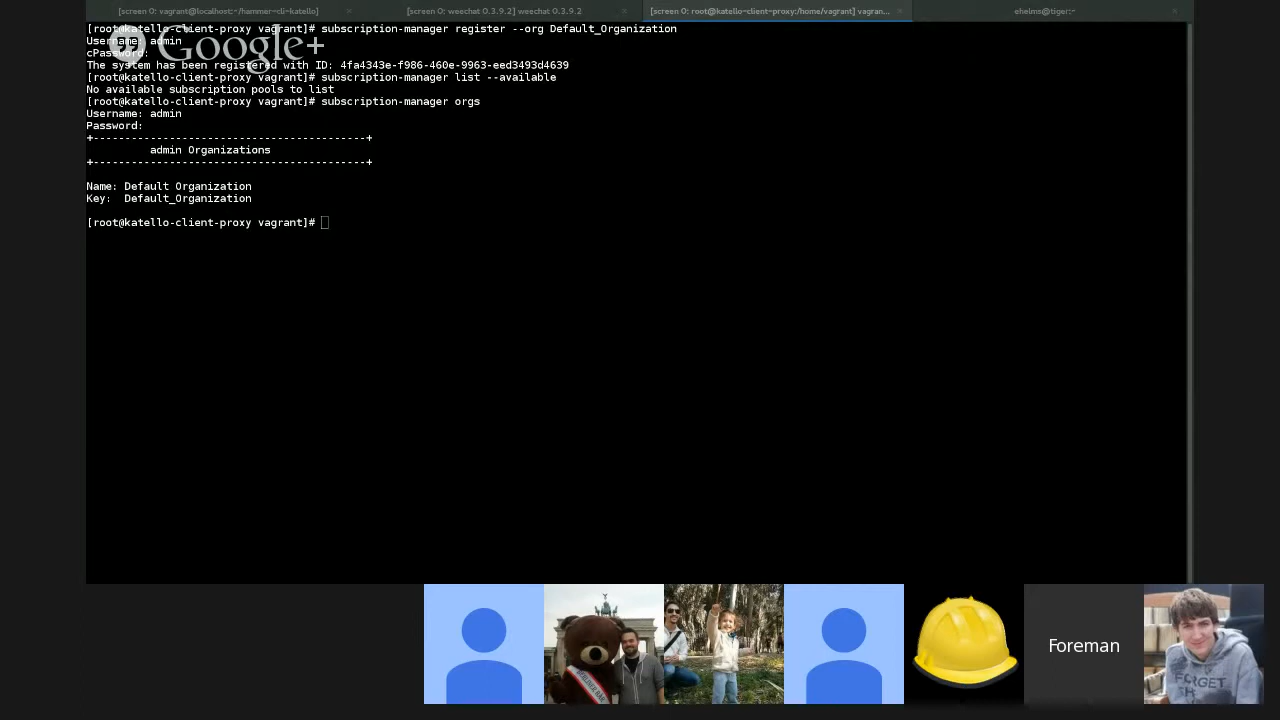 [screen 0: vagrant@localhost:~/hammer-cli-katello] [screen 0: weechat 0.3.9.2] weechat 0.3.9.2 [screen 0: root@katello-client-proxy:/home/vagrant] vagran... ehelms@tiger:~
[root@katello-client-proxy vagrant]# subscription-manager register --org Default_Organization
Username: admin
cPassword:
Google+
The system has been registered with ID: 4fa4343e-f986-460e-9963-eed3493d4639
[root@katello-client-proxy vagrant]# subscription-manager list --available
No available subscription pools to list
[root@katello-client-proxy vagrant]# subscription-manager orgs
Username: admin
Password:
+-------------------------------------------+
admin Organizations
+-------------------------------------------+
Name: Default Organization
Key: Default_Organization
[root@katello-client-proxy vagrant]#
Foreman
FORGET